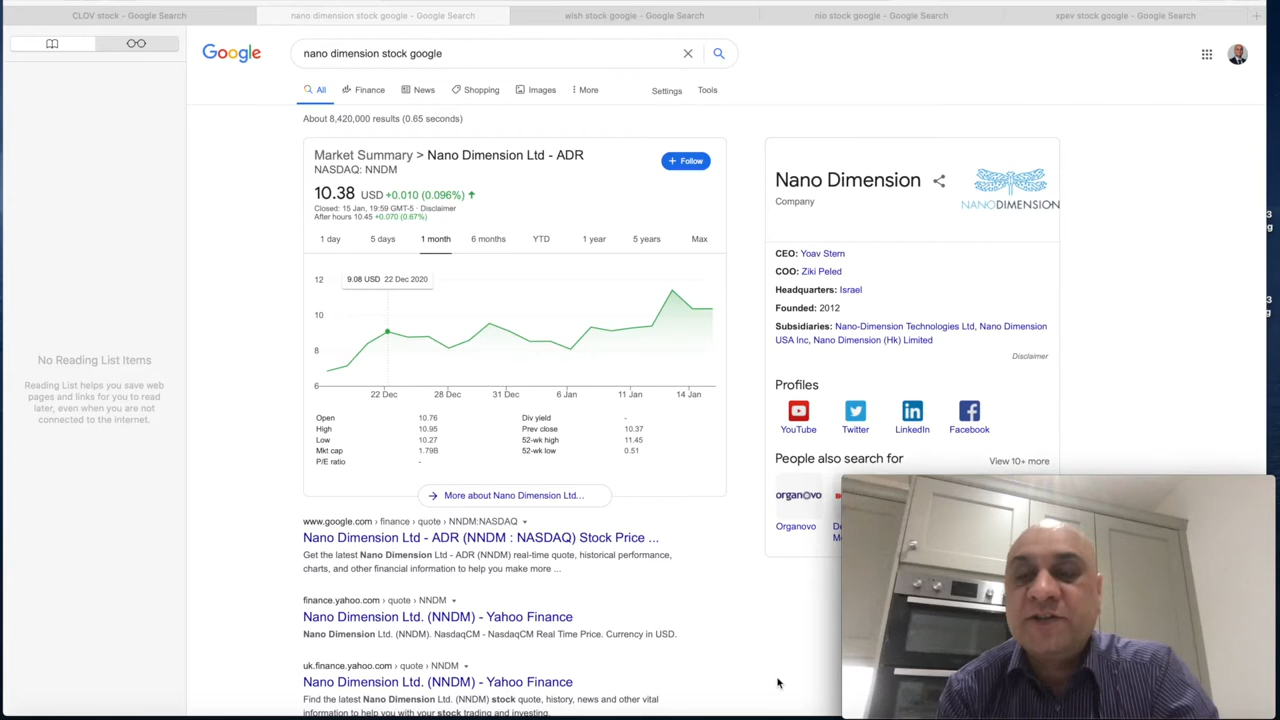 CLOV stock - Google Search
nano dimension stock google - Google Search
wish stock google - Google Search
nio stock google - Google Search
xpev stock google - Google Search
Google
nano dimension stock google
All
Finance
News
Shopping
Images
More
Settings
Tools
About 8,420,000 results (0.65 seconds)
No Reading List Items
Reading List helps you save web
pages and links for you to read
later, even when you are not
connected to the internet.
Market Summary > Nano Dimension Ltd - ADR
NASDAQ: NNDM
+ Follow
10.38 USD +0.010 (0.096%)
Closed: 15 Jan, 19:59 GMT-5 · Disclaimer
After hours 10.45 +0.070 (0.67%)
1 day
5 days
1 month
6 months
YTD
1 year
5 years
Max
9.08 USD 22 Dec 2020
12
10
8
6
22 Dec
28 Dec
31 Dec
6 Jan
11 Jan
14 Jan
Open 10.76
High 10.95
Low 10.27
Mkt cap 1.79B
P/E ratio -
Div yield -
Prev close 10.37
52-wk high 11.45
52-wk low 0.51
More about Nano Dimension Ltd...
www.google.com › finance › quote › NNDM:NASDAQ
Nano Dimension Ltd - ADR (NNDM : NASDAQ) Stock Price ...
Get the latest Nano Dimension Ltd - ADR (NNDM) real-time quote, historical performance,
charts, and other financial information to help you make more ...
finance.yahoo.com › quote › NNDM
Nano Dimension Ltd. (NNDM) - Yahoo Finance
Nano Dimension Ltd. (NNDM). NasdaqCM - NasdaqCM Real Time Price. Currency in USD.
uk.finance.yahoo.com › quote › NNDM
Nano Dimension Ltd. (NNDM) - Yahoo Finance
Find the latest Nano Dimension Ltd. (NNDM) stock quote, history, news and other vital
information to help you with your stock trading and investing.
Nano Dimension
Company
NANODIMENSION
CEO: Yoav Stern
COO: Ziki Peled
Headquarters: Israel
Founded: 2012
Subsidiaries: Nano-Dimension Technologies Ltd, Nano Dimension
USA Inc, Nano Dimension (Hk) Limited
Disclaimer
Profiles
YouTube
Twitter
LinkedIn
Facebook
People also search for
View 10+ more
organovo
Organovo